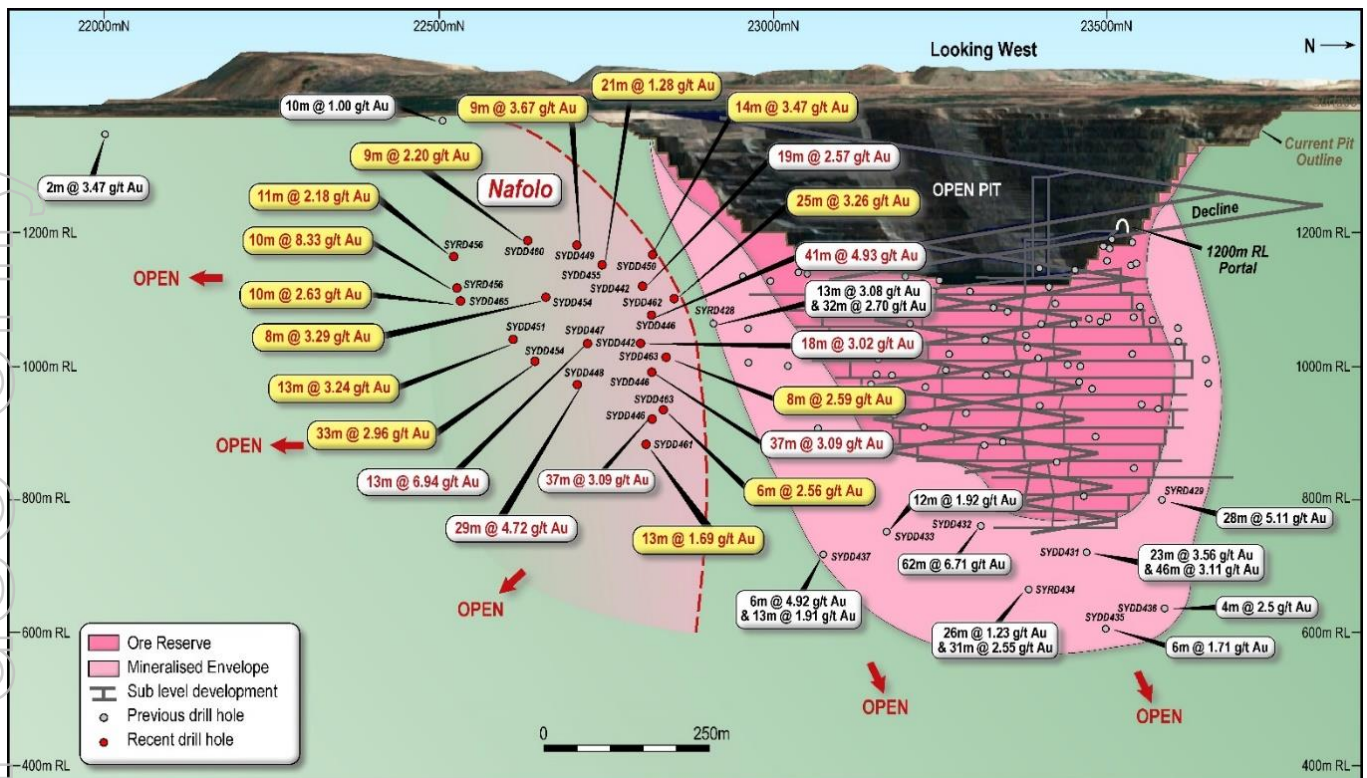 22000mN
22500mN
23000mN
23500mN
Looking West
N
21m @ 1.28 g/t Au
10m @ 1.00 g/t Au
9m @ 3.67 g/t Au
14m @ 3.47 g/t Au
Current Pit
Outline
9m @ 2.20 g/t Au
19m @ 2.57 g/t Au
2m @ 3.47 g/t Au
Nafolo
OPEN PIT
11m @ 2.18 g/t Au
25m @ 3.26 g/t Au
Decline
1200m RL
10m @ 8.33 g/t Au
SYRD456
SYDD460
SYDD449
SYDD455
SYDD442
SYDD450
41m @ 4.93 g/t Au
1200m RL
Portal
1200m RL
OPEN
10m @ 2.63 g/t Au
SYRD456
SYDD465
SYDD454
SYDD462
SYDD446
SYRD428
13m @ 3.08 g/t Au
& 32m @ 2.70 g/t Au
8m @ 3.29 g/t Au
SYDD451
SYDD447
SYDD442
18m @ 3.02 g/t Au
1000m RL
SYDD454
SYDD463
1000m RL
13m @ 3.24 g/t Au
SYDD448
SYDD446
8m @ 2.59 g/t Au
OPEN
33m @ 2.96 g/t Au
SYDD463
SYDD446
37m @ 3.09 g/t Au
SYDD461
13m @ 6.94 g/t Au
37m @ 3.09 g/t Au
6m @ 2.56 g/t Au
800m RL
29m @ 4.72 g/t Au
13m @ 1.69 g/t Au
12m @ 1.92 g/t Au
SYDD432
SYDD433
SYRD429
800m RL
28m @ 5.11 g/t Au
SYDD437
62m @ 6.71 g/t Au
SYDD431
23m @ 3.56 g/t Au
& 46m @ 3.11 g/t Au
OPEN
6m @ 4.92 g/t Au
& 13m @ 1.91 g/t Au
SYRD434
SYDD436
4m @ 2.5 g/t Au
600m RL
SYDD435
600m RL
26m @ 1.23 g/t Au
& 31m @ 2.55 g/t Au
6m @ 1.71 g/t Au
Ore Reserve
Mineralised Envelope
Sub level development
Previous drill hole
Recent drill hole
OPEN
OPEN
0
250m
400m RL
400m RL